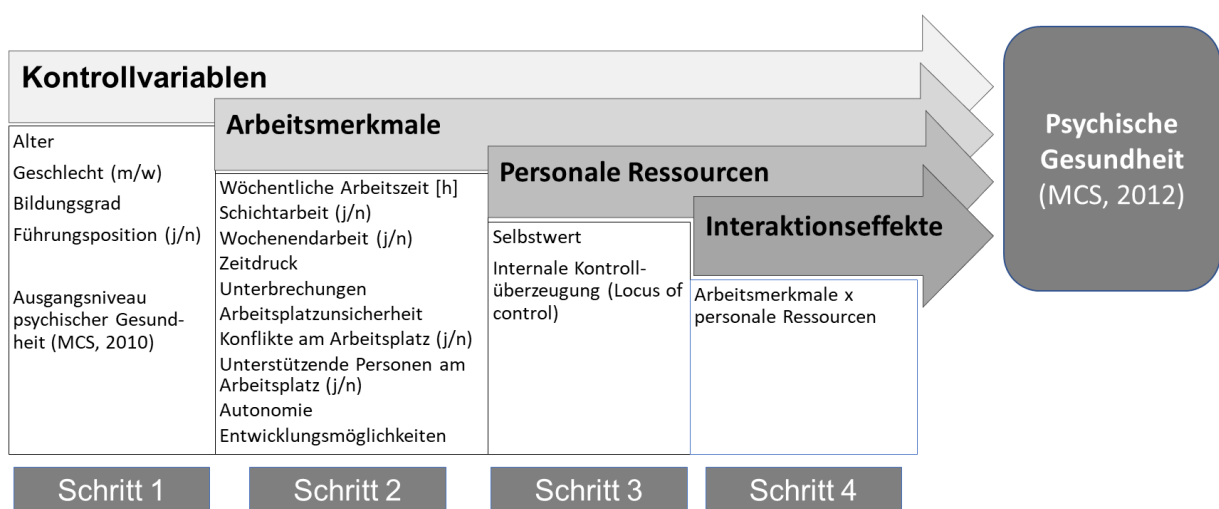 Kontrollvariablen
Alter
Geschlecht (m/w)
Bildungsgrad
Führungsposition (j/n)
Ausgangsniveau
psychischer Gesund-
heit (MCS, 2010)
Schritt 1
Arbeitsmerkmale
Wöchentliche Arbeitszeit [h]
Schichtarbeit (j/n)
Wochenendarbeit (j/n)
Zeitdruck
Unterbrechungen
Arbeitsplatzunsicherheit
Konflikte am Arbeitsplatz (j/n)
Unterstützende Personen am
Arbeitsplatz (j/n)
Autonomie
Entwicklungsmöglichkeiten
Schritt 2
Personale Ressourcen
Selbstwert
Internale Kontroll-
überzeugung (Locus of
control)
Schritt 3
Interaktionseffekte
Arbeitsmerkmale x
personale Ressourcen
Schritt 4
Psychische
Gesundheit
(MCS, 2012)